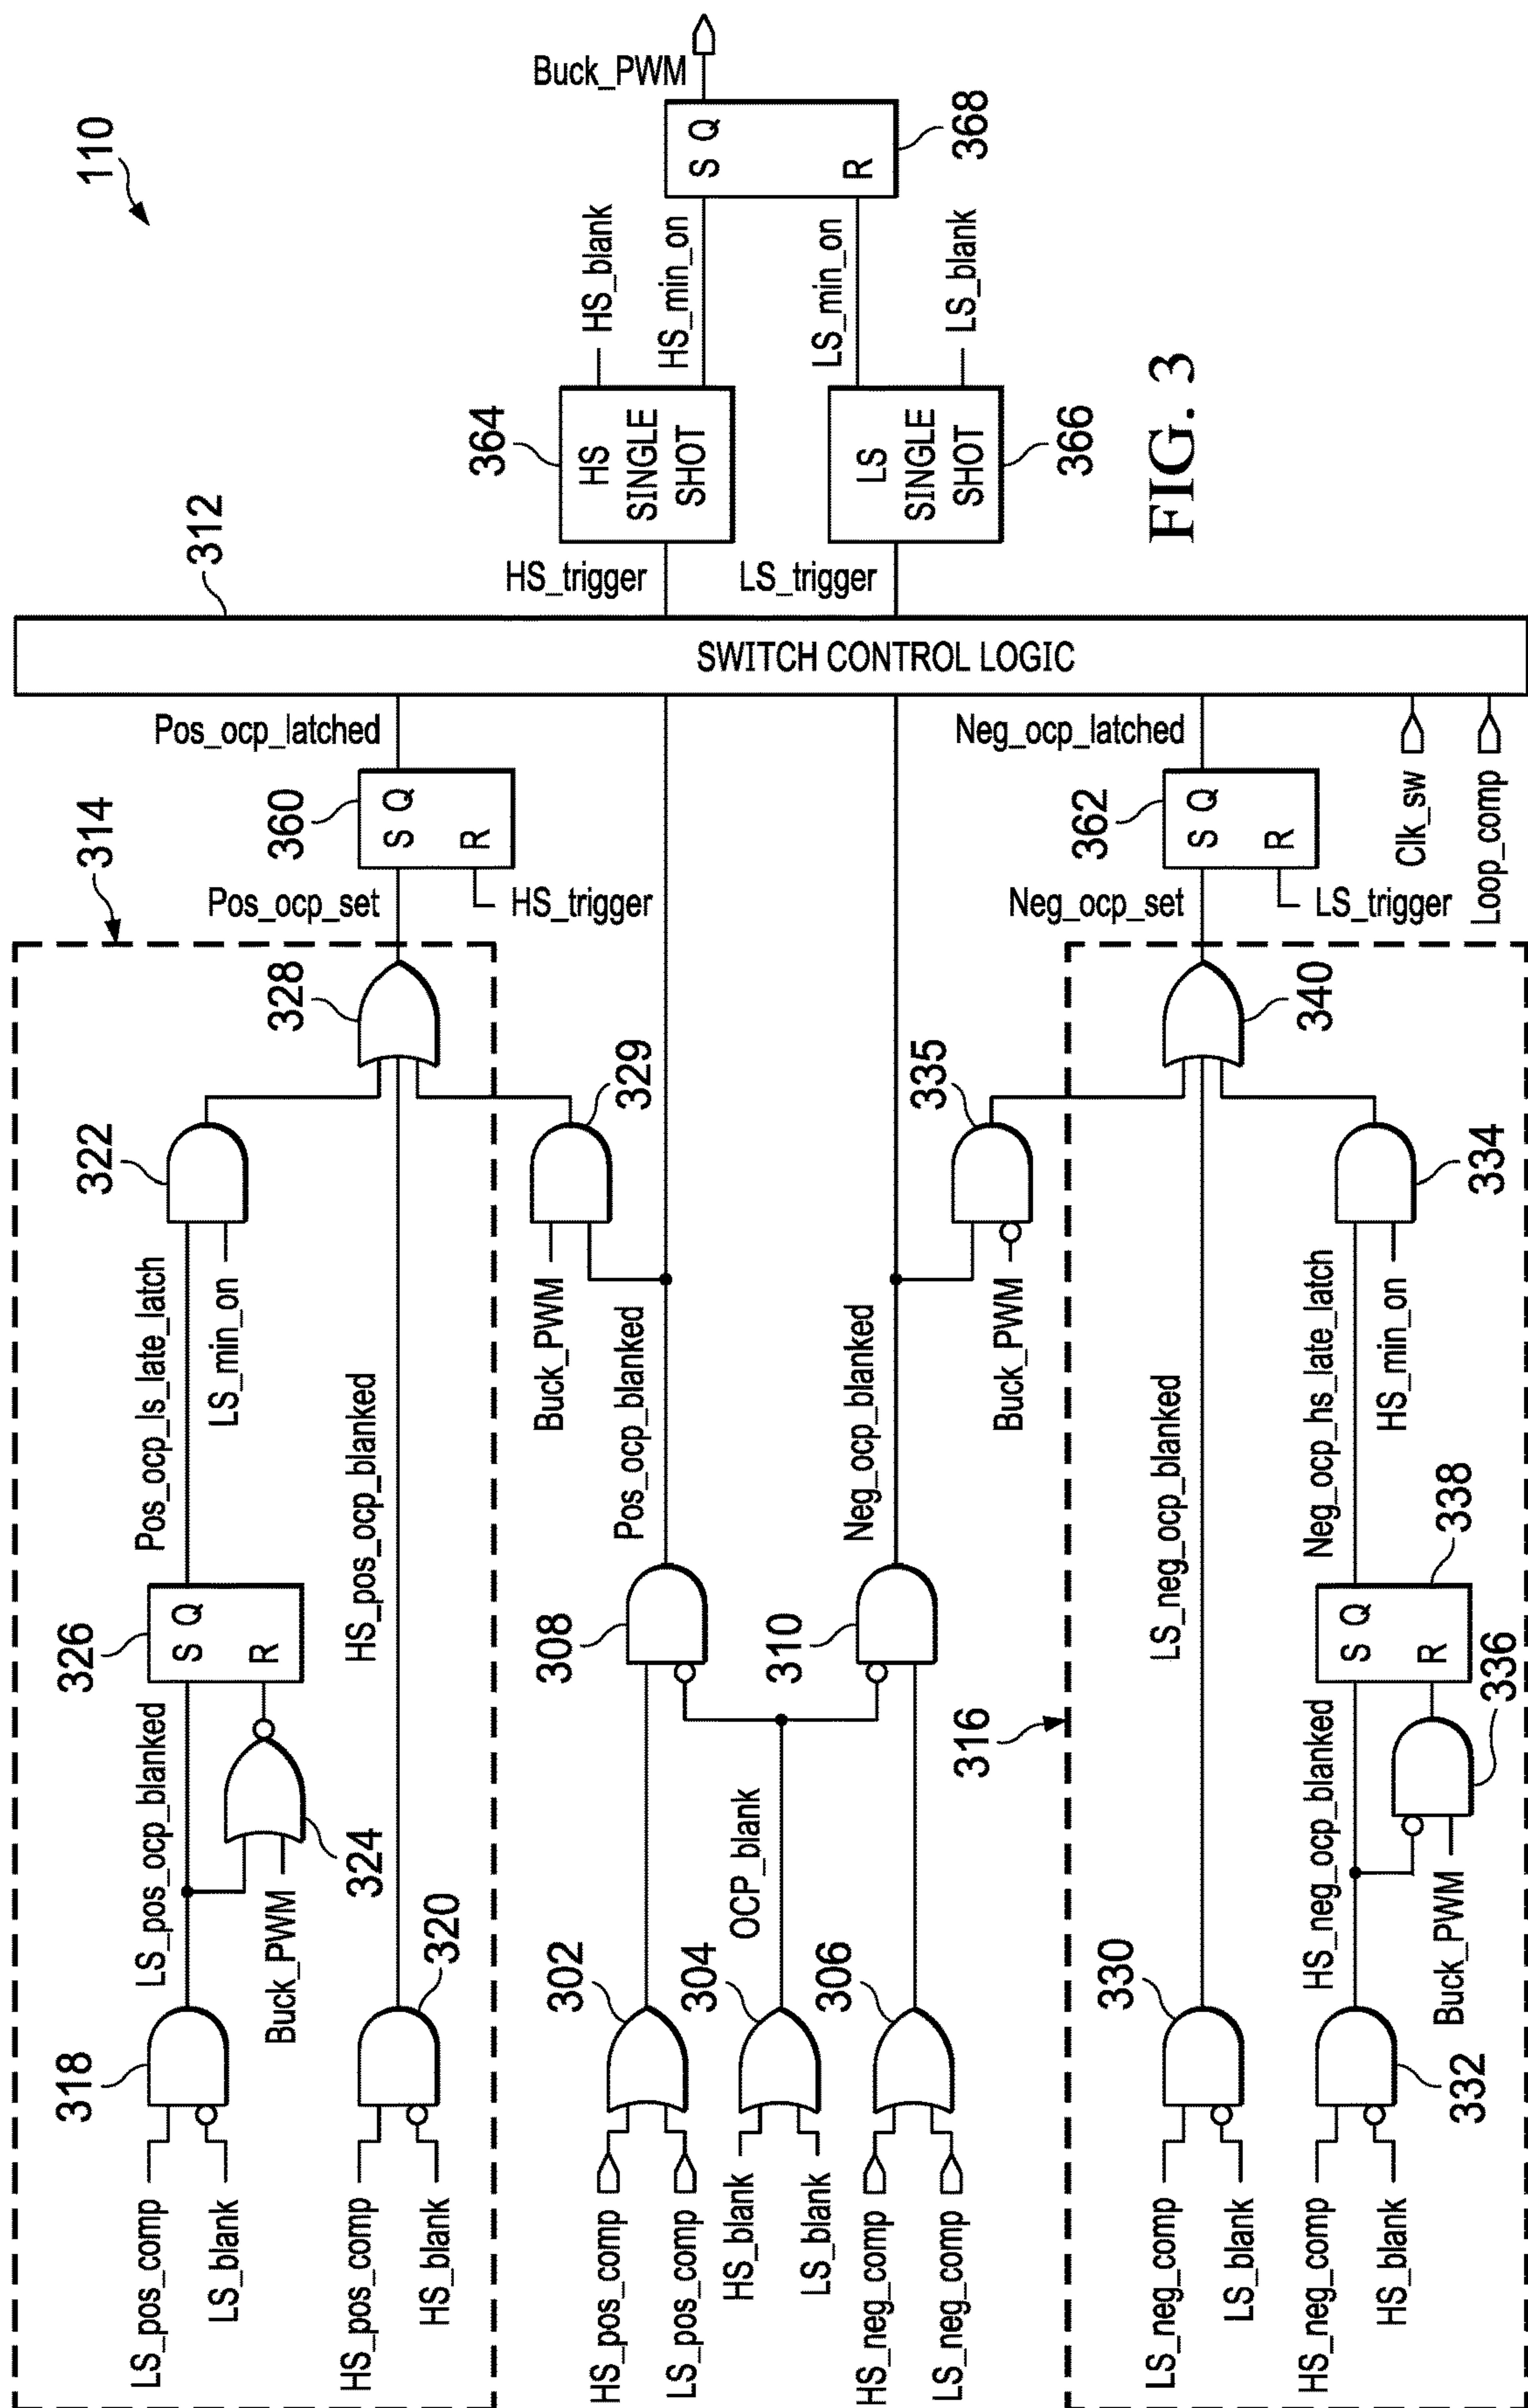 110
314
312
LS_pos_comp
LS_blank
318
LS_pos_ocp_blanked
Buck_PWM
324
326
S Q
R
Pos_ocp_ls_late_latch
LS_min_on
322
HS_pos_comp
HS_blank
320
HS_pos_ocp_blanked
328
Pos_ocp_set
360
S Q
R
HS_trigger
Pos_ocp_latched
Buck_PWM
329
HS_pos_comp
LS_pos_comp
302
HS_blank
LS_blank
304
OCP_blank
HS_neg_comp
LS_neg_comp
306
308
310
Pos_ocp_blanked
Neg_ocp_blanked
Buck_PWM
335
316
LS_neg_comp
LS_blank
330
LS_neg_ocp_blanked
HS_neg_comp
HS_blank
332
HS_neg_ocp_blanked
Buck_PWM
336
338
S Q
R
Neg_ocp_hs_late_latch
HS_min_on
334
340
Neg_ocp_set
362
S Q
R
LS_trigger
Neg_ocp_latched
Clk_sw
Loop_comp
SWITCH CONTROL LOGIC
HS_trigger
LS_trigger
364
HS
SINGLE
SHOT
HS_blank
HS_min_on
LS
SINGLE
SHOT
366
LS_min_on
LS_blank
S Q
R
368
Buck_PWM
FIG. 3